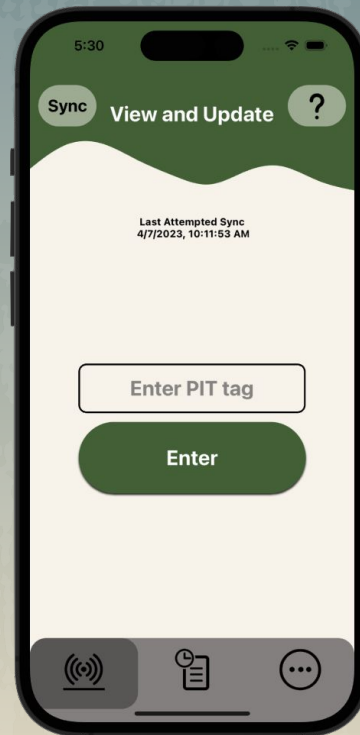 5:30
Sync
View and Update
?
Last Attempted Sync
4/7/2023, 10:11:53 AM
Enter PIT tag
Enter